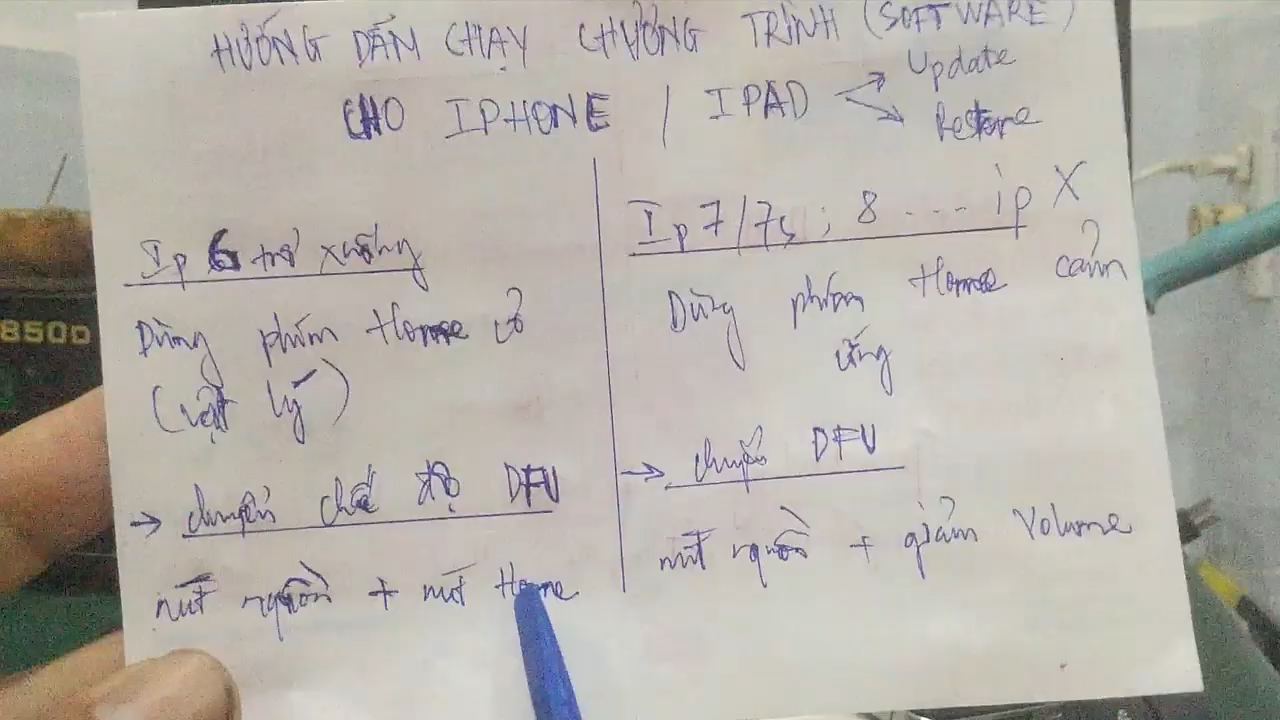 HƯỚNG DẪN CHẠY CHƯƠNG TRÌNH (SOFTWARE)
CHO IPHONE / IPAD
Update
Restore
Ip 6 trở xuống
Dùng phím Home cơ
(vật lý)
→ chuyển chế độ DFU
nút nguồn + nút Home
Ip 7/7s ; 8 .... ip X
Dùng phím Home cảm
ứng
→ chuyển DFU
nút nguồn + giảm Volume
850D